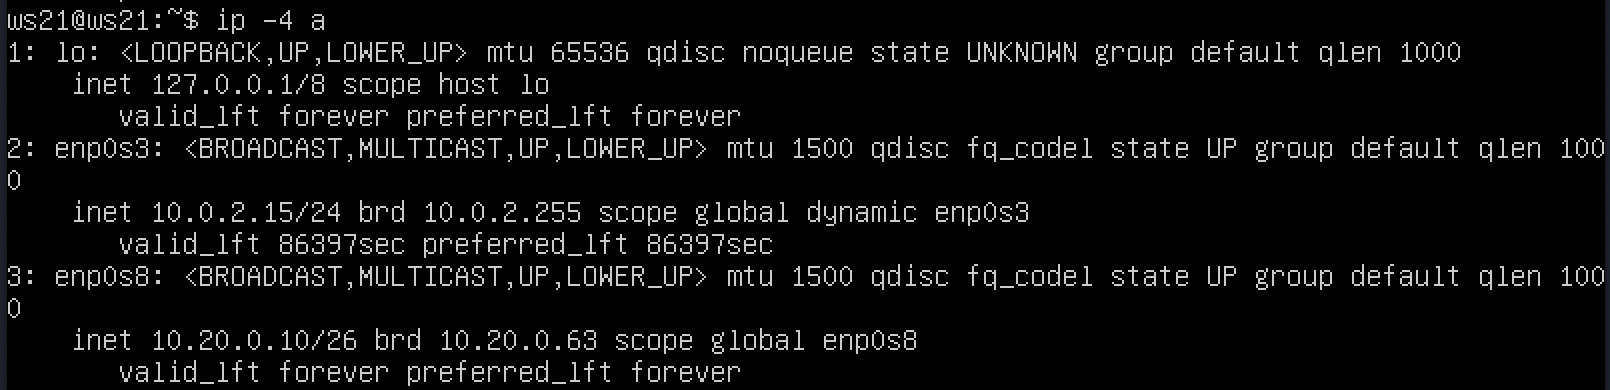 ws21@ws21:~$ ip -4 a
1: lo: <LOOPBACK,UP,LOWER_UP> mtu 65536 qdisc noqueue state UNKNOWN group default qlen 1000
    inet 127.0.0.1/8 scope host lo
       valid_lft forever preferred_lft forever
2: enp0s3: <BROADCAST,MULTICAST,UP,LOWER_UP> mtu 1500 qdisc fq_codel state UP group default qlen 100
0
    inet 10.0.2.15/24 brd 10.0.2.255 scope global dynamic enp0s3
       valid_lft 86397sec preferred_lft 86397sec
3: enp0s8: <BROADCAST,MULTICAST,UP,LOWER_UP> mtu 1500 qdisc fq_codel state UP group default qlen 100
0
    inet 10.20.0.10/26 brd 10.20.0.63 scope global enp0s8
       valid_lft forever preferred_lft forever